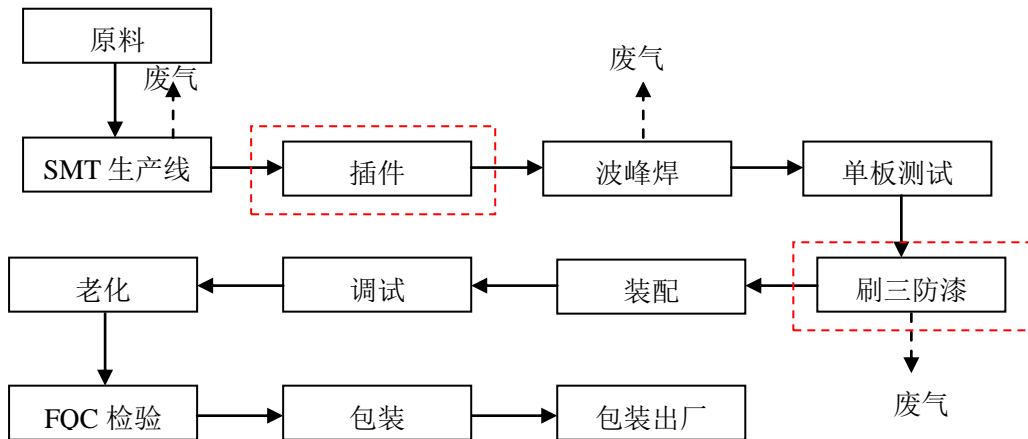 原料
废气
废气
SMT 生产线
插件
波峰焊
单板测试
老化
调试
装配
刷三防漆
废气
FQC 检验
包装
包装出厂